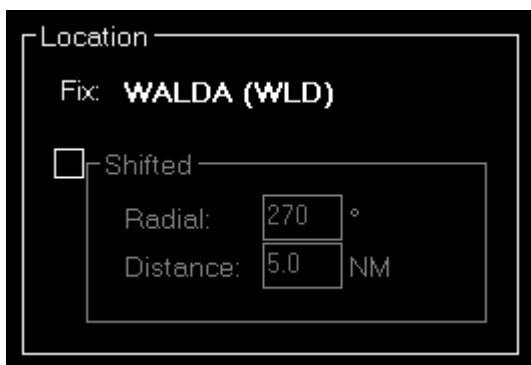 Location
Fix: WALDA (WLD)
Shifted
Radial: 270 °
Distance: 5.0 NM